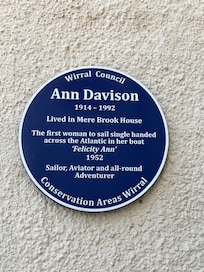 Wirral Council
Ann Davison
1914 - 1992
Lived in Mere Brook House
The first woman to sail single handed
across the Atlantic in her boat
'Felicity Ann'
1952
Sailor, Aviator and all-round
Adventurer
Conservation Areas Wirral